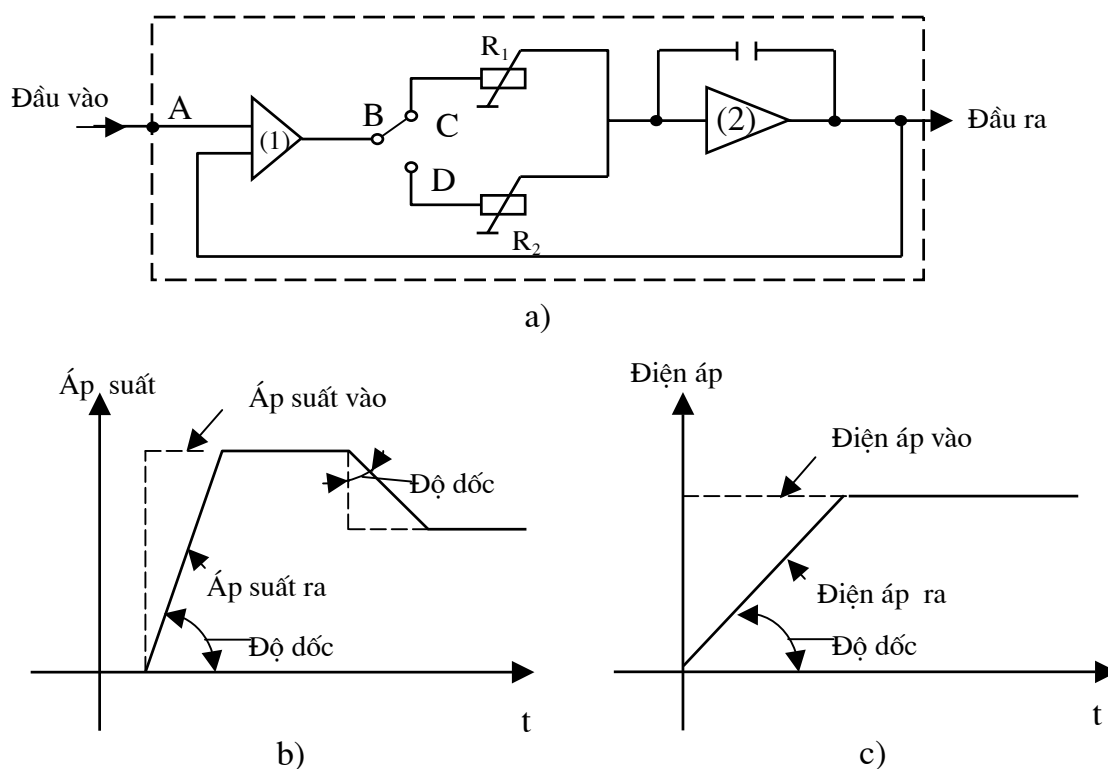 R1
Đầu vào
A
B
C
(1)
(2)
Đầu ra
D
R2
a)
Áp suất
Áp suất vào
Độ dốc
Áp suất ra
Độ dốc
t
b)
Điện áp
Điện áp vào
Điện áp ra
Độ dốc
t
c)